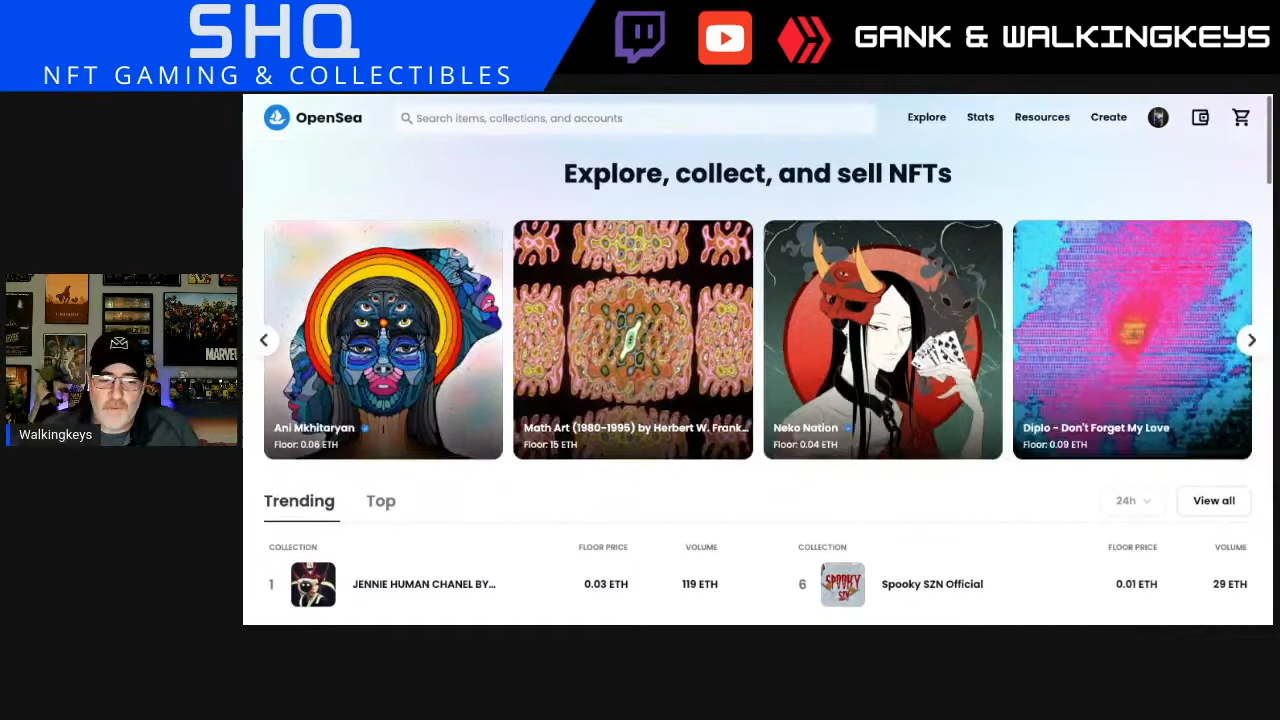 SHQ
NFT GAMING & COLLECTIBLES
GANK & WALKINGKEYS
OpenSea
Search items, collections, and accounts
Explore
Stats
Resources
Create
Explore, collect, and sell NFTs
Ani Mkhitaryan
Floor: 0.06 ETH
Math Art (1980-1995) by Herbert W. Frank...
Floor: 15 ETH
Neko Nation
Floor: 0.04 ETH
Diplo - Don't Forget My Love
Floor: 0.09 ETH
MARVEL
Walkingkeys
Trending
Top
24h
View all
COLLECTION FLOOR PRICE VOLUME
COLLECTION FLOOR PRICE VOLUME
1 JENNIE HUMAN CHANEL BY... 0.03 ETH 119 ETH
6 SPOOKY SZN Spooky SZN Official 0.01 ETH 29 ETH